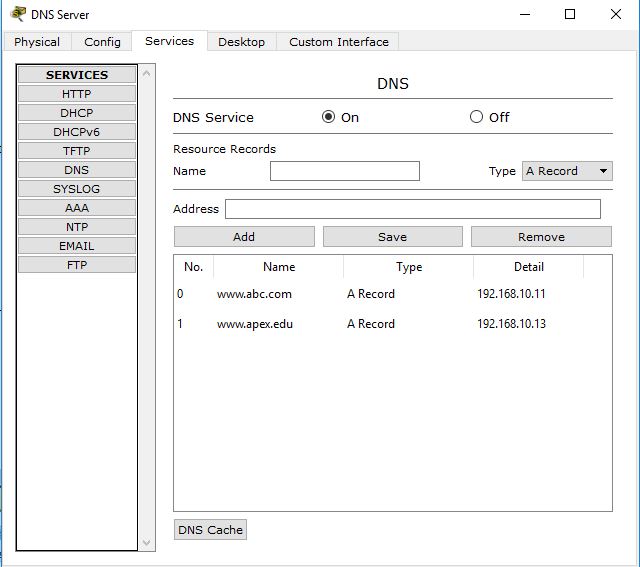 DNS Server
Physical Config Services Desktop Custom Interface
SERVICES
HTTP
DHCP
DHCPv6
TFTP
DNS
SYSLOG
AAA
NTP
EMAIL
FTP
DNS
DNS Service On Off
Resource Records
Name Type A Record
Address
Add Save Remove
No. Name Type Detail
0 www.abc.com A Record 192.168.10.11
1 www.apex.edu A Record 192.168.10.13
DNS Cache